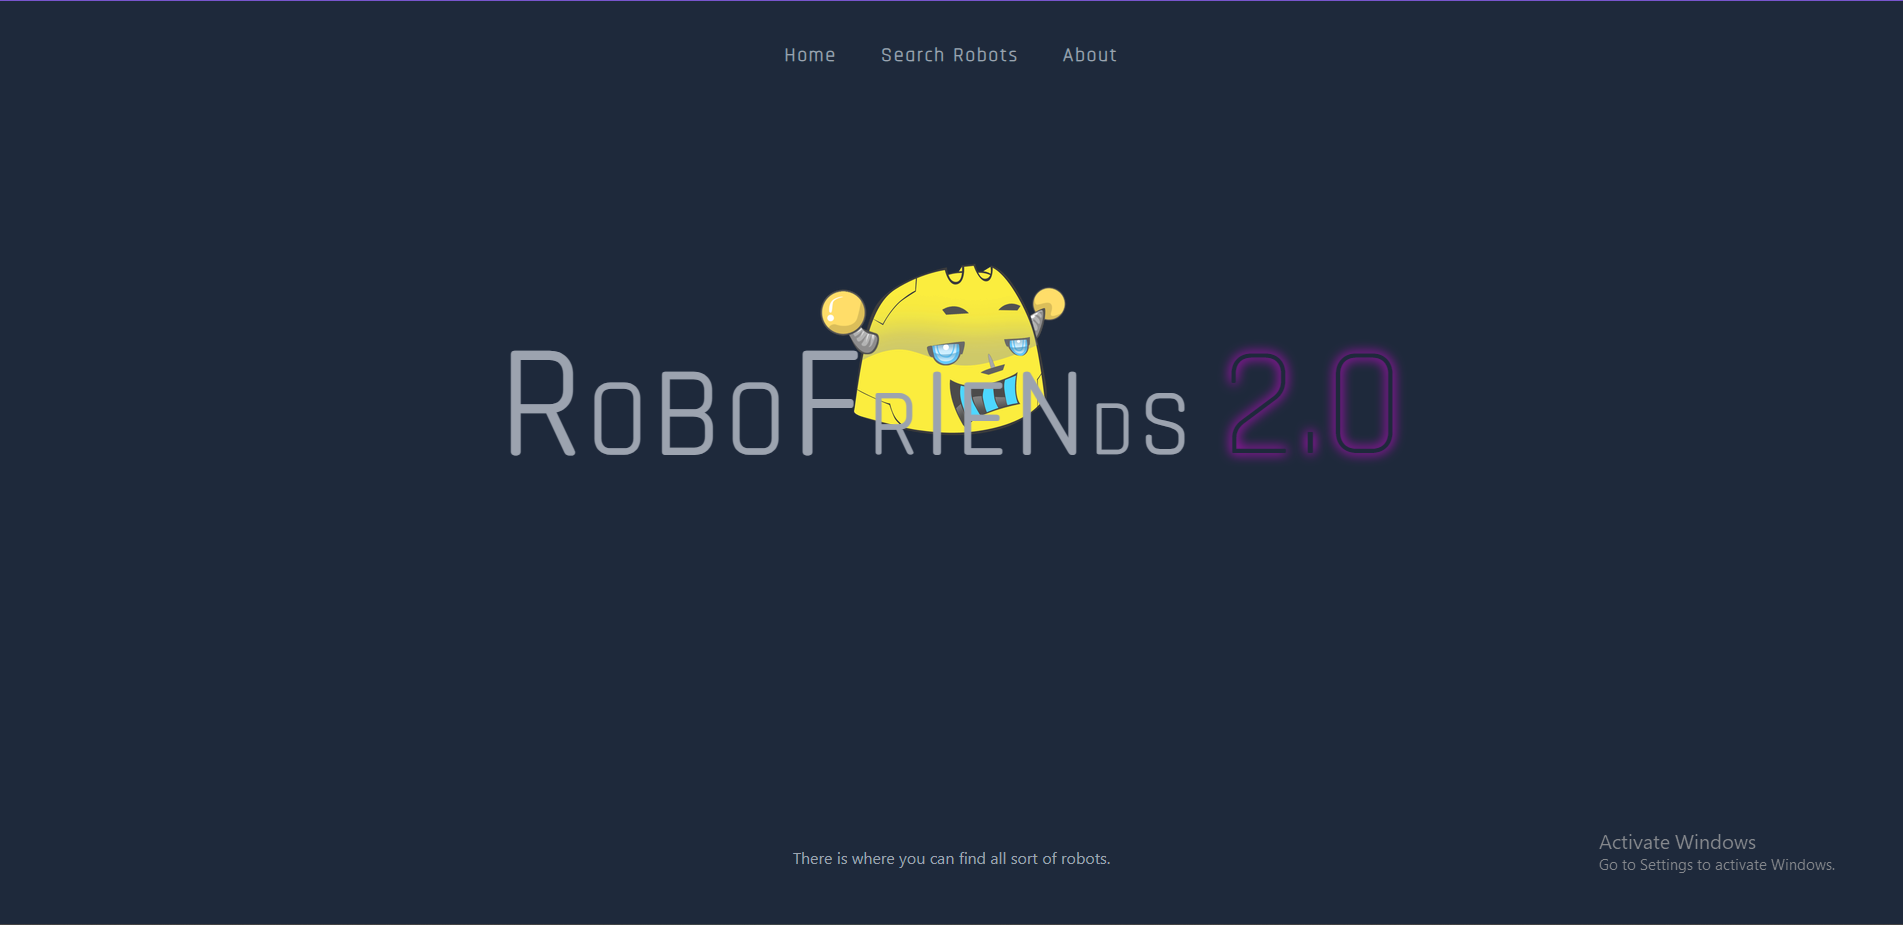 Home Search Robots About
RoBoFrIENDS 2.0
There is where you can find all sort of robots.
Activate Windows
Go to Settings to activate Windows.